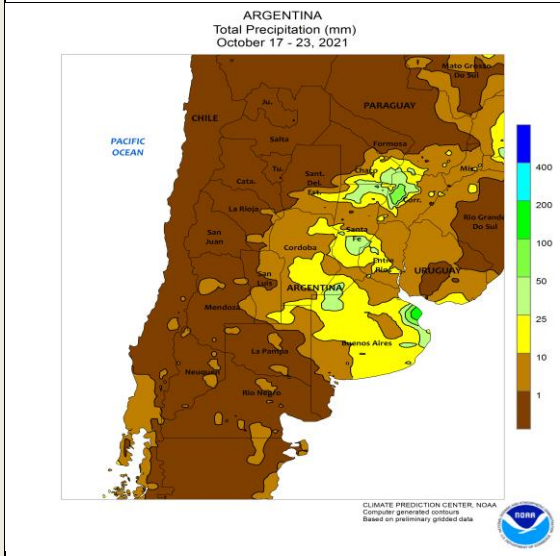 ARGENTINA
Total Precipitation (mm)
October 17 - 23, 2021
Mato Grosso
Do Sul
Ju.
CHILE
PARAGUAY
PACIFIC
OCEAN
Salta
Formosa
Chaco
Tu.
Sant.
Del.
Est.
Mis.
Cata.
Corr.
La Rioja
Rio Grande
Do Sul
San
Juan
Santa
Fe
Cordoba
Entre
Rios
URUGUAY
San
Luis
ARGENTINA
Mendoza
Buenos Aires
La Pampa
Neuquen
Rio Negro
400
200
100
50
25
10
1
CLIMATE PREDICTION CENTER, NOAA
Computer generated contours
Based on preliminary gridded data
NOAA